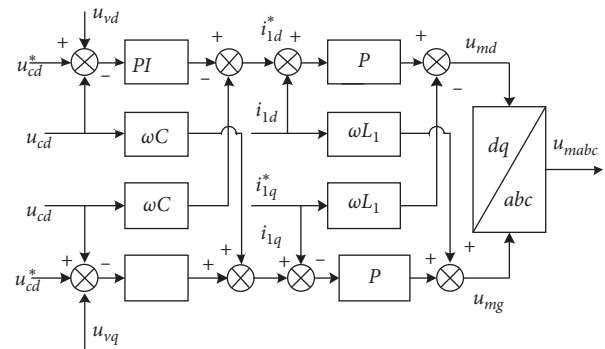 u_vd
+
u*_cd
−
PI
−
+
i*_1d
+
P
+
−
u_md
u_cd
ωC
i_1d
ωL_1
dq
abc
u_mabc
u_cd
ωC
i*_1q
ωL_1
i_1q
u*_cd
+
+
−
+
+
+
−
P
+
+
u_mg
u_vq